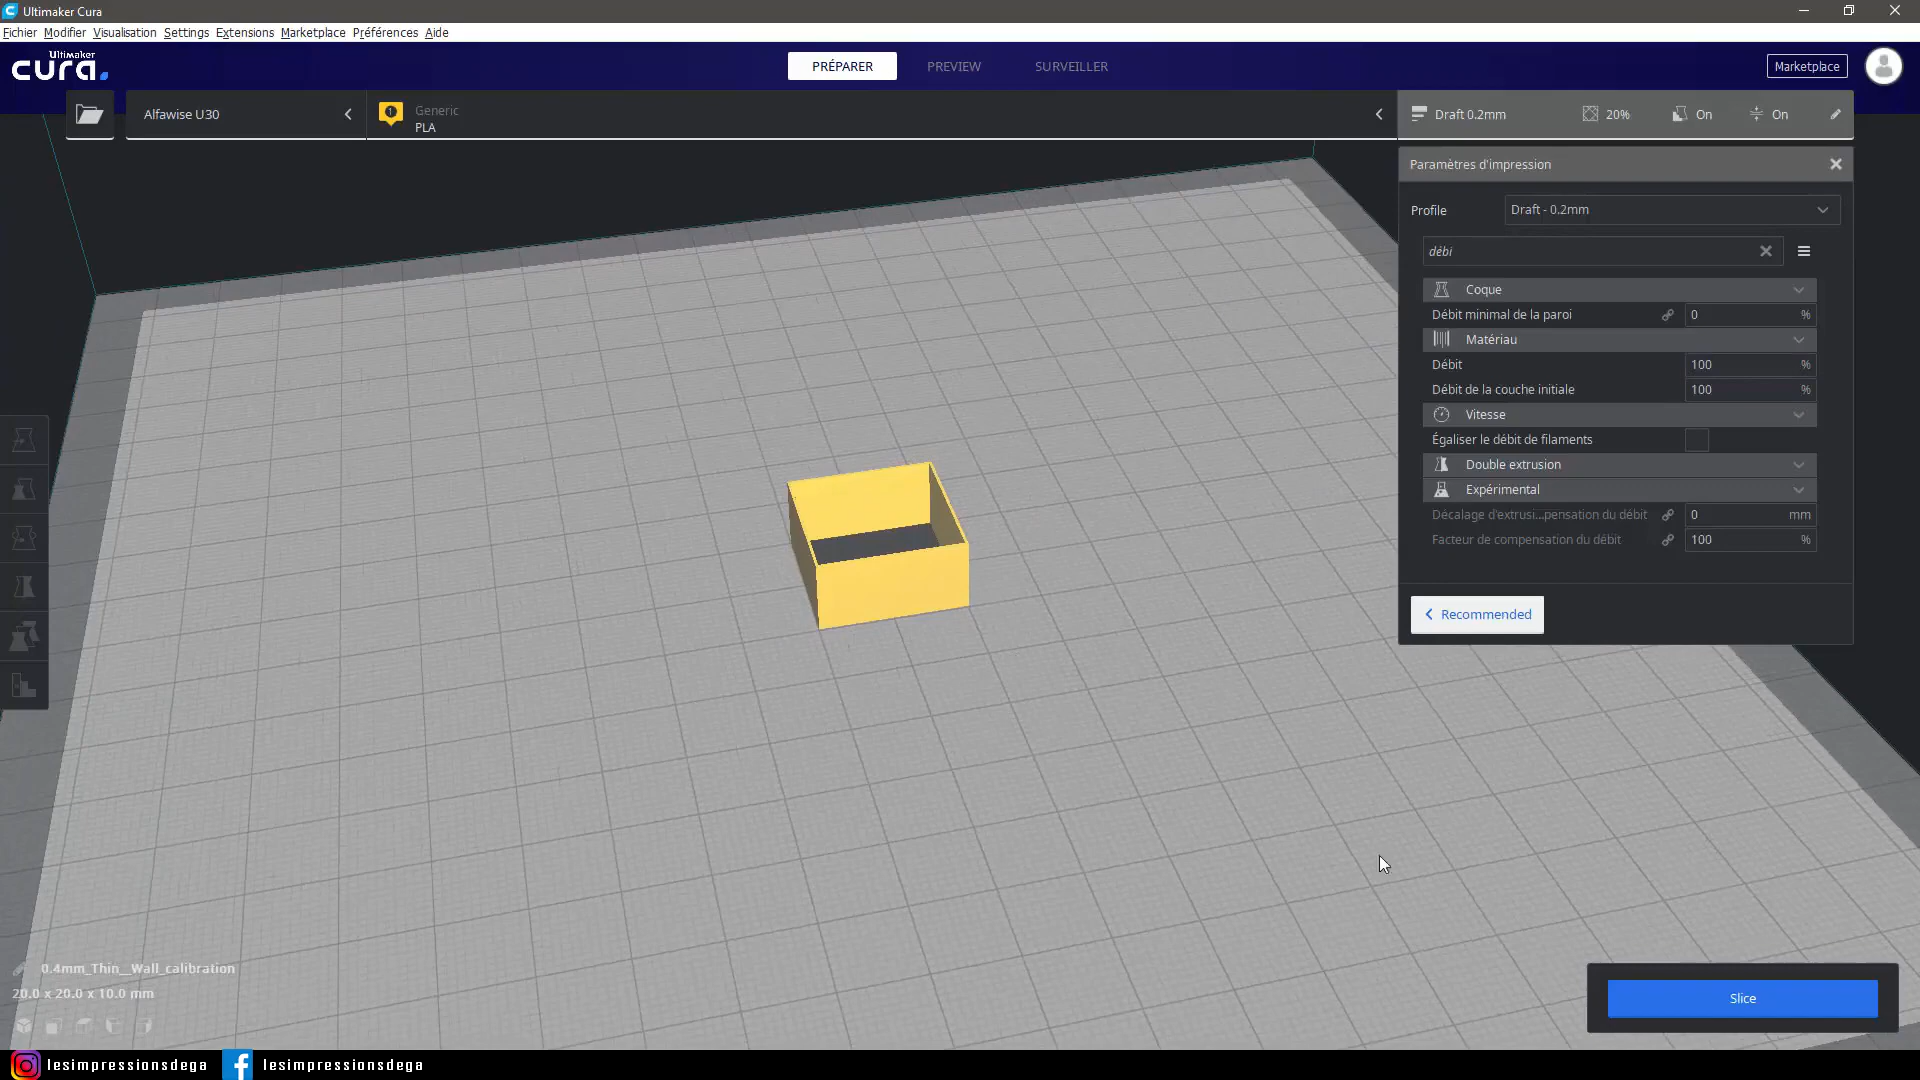 Ultimaker Cura
Fichier Modifier Visualisation Settings Extensions Marketplace Préférences Aide
Ultimaker
cura.
PRÉPARER PREVIEW SURVEILLER
Marketplace
Alfawise U30
Generic
PLA
Draft 0.2mm 20% On On
Paramètres d'impression
Profile Draft - 0.2mm
débi
Coque
Débit minimal de la paroi 0 %
Matériau
Débit 100 %
Débit de la couche initiale 100 %
Vitesse
Égaliser le débit de filaments
Double extrusion
Expérimental
Décalage d'extrusi...pensation du débit 0 mm
Facteur de compensation du débit 100 %
Recommended
0.4mm_Thin__Wall_calibration
20.0 x 20.0 x 10.0 mm
Slice
lesimpressionsdega lesimpressionsdega